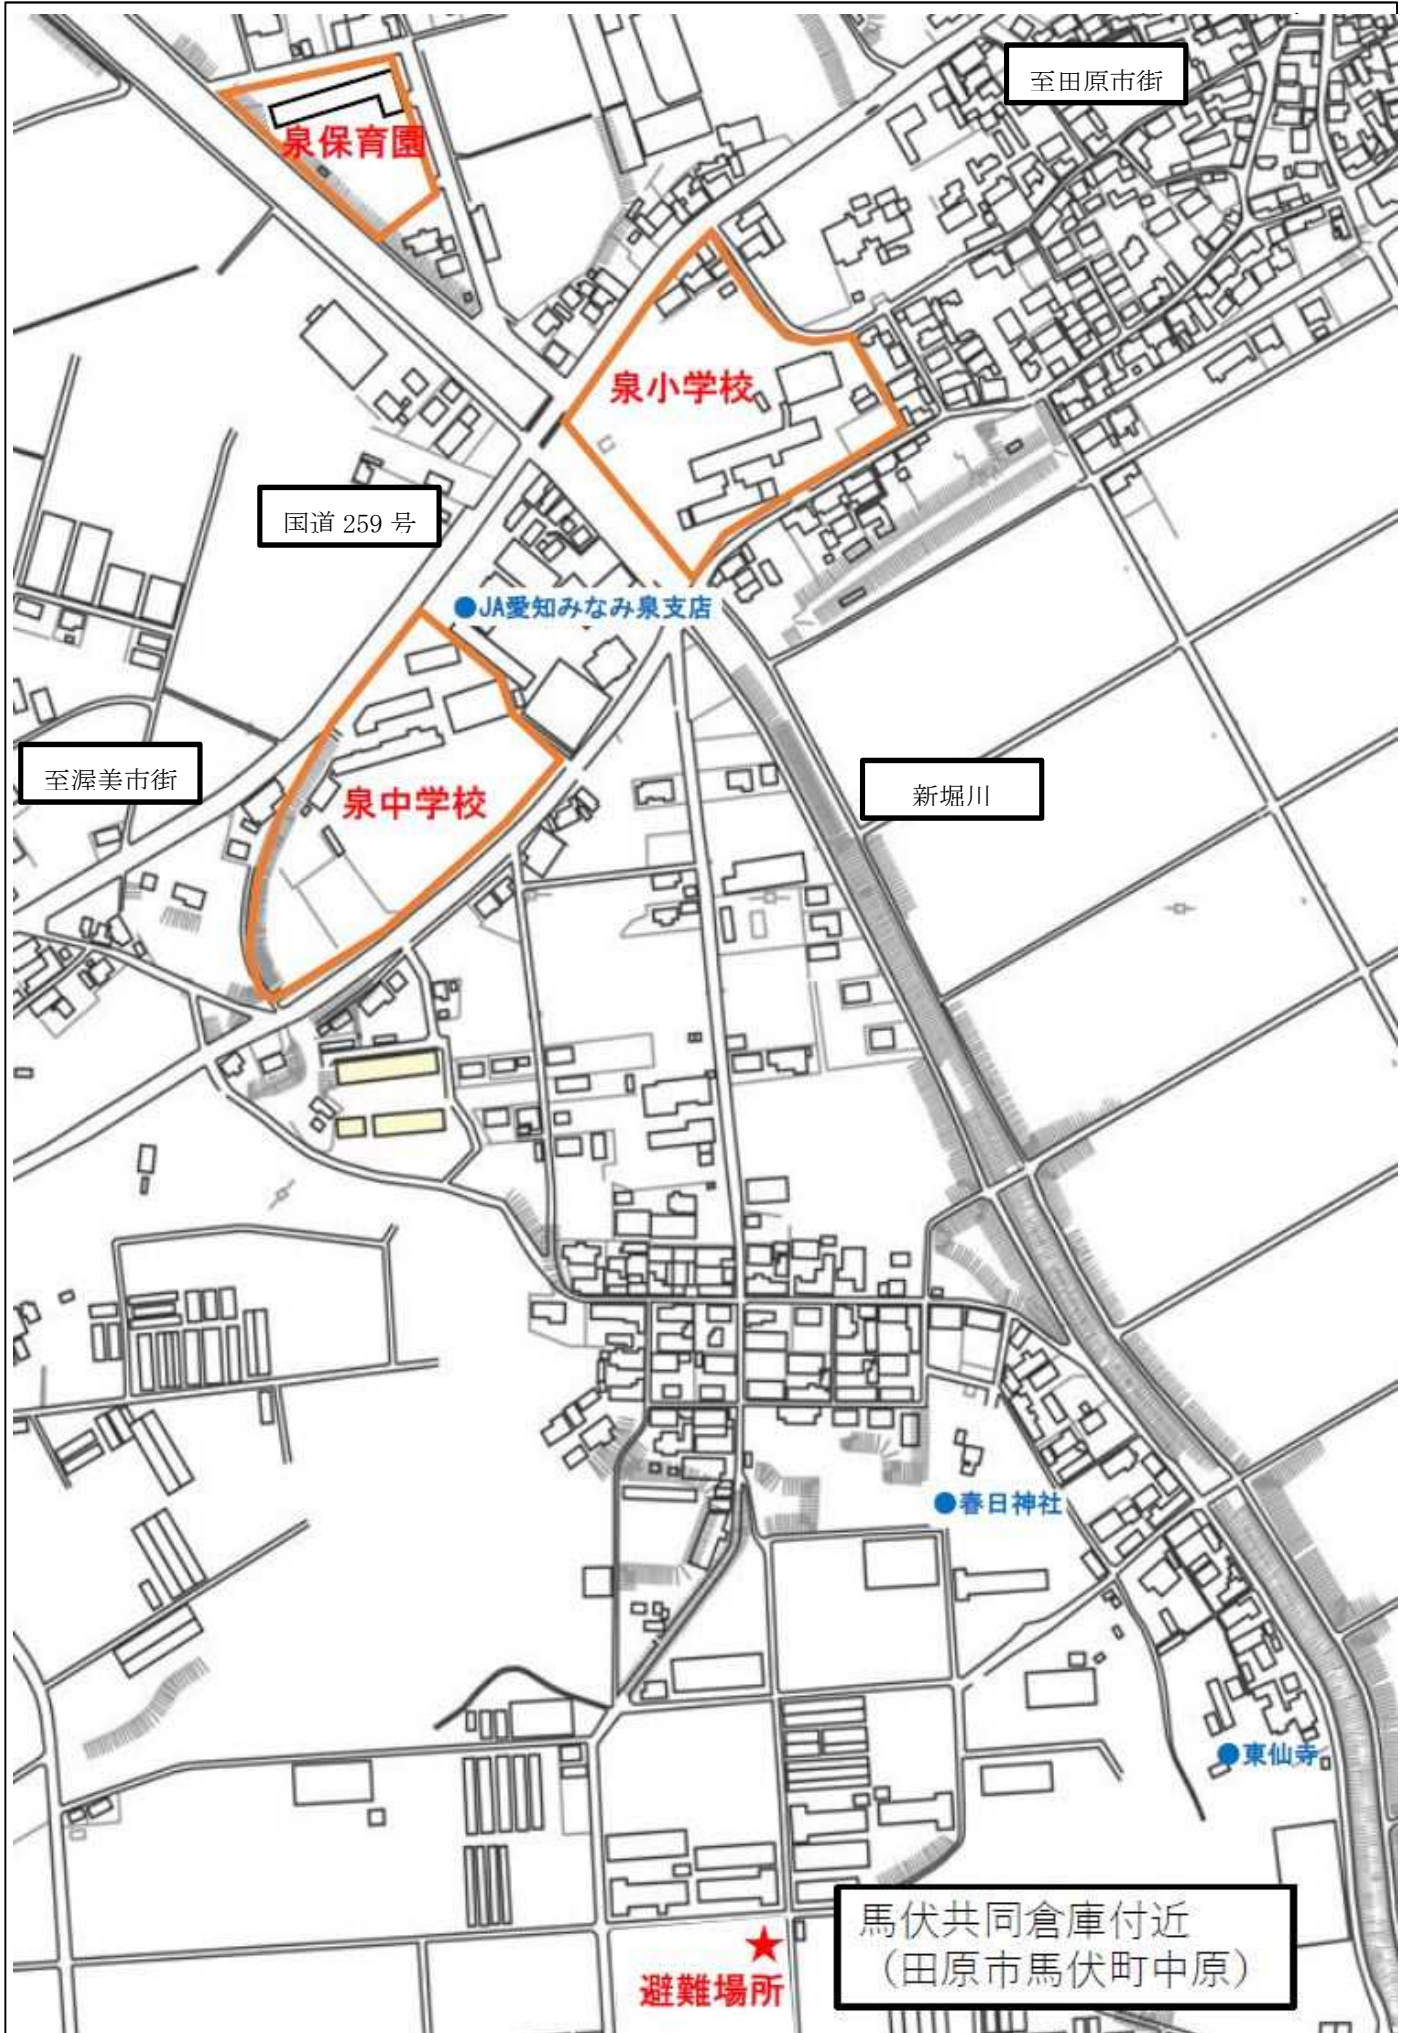 至田原市街
泉保育園
泉小学校
国道 259 号
●JA愛知みなみ泉支店
至渥美市街
泉中学校
新堀川
●春日神社
●東仙寺
★
避難場所
馬伏共同倉庫付近
（田原市馬伏町中原）